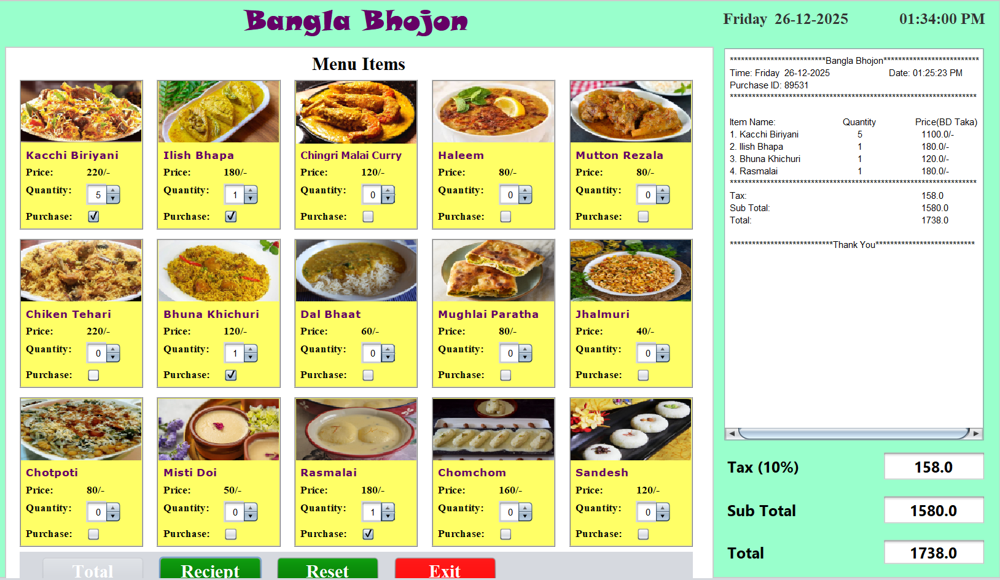 Bangla Bhojon
Friday 26-12-2025 01:34:00 PM
Menu Items
Kacchi Biriyani
Price: 220/-
Quantity: 5
Purchase:
Ilish Bhapa
Price: 180/-
Quantity: 1
Purchase:
Chingri Malai Curry
Price: 120/-
Quantity: 0
Purchase:
Haleem
Price: 80/-
Quantity: 0
Purchase:
Mutton Rezala
Price: 80/-
Quantity: 0
Purchase:
Chiken Tehari
Price: 220/-
Quantity: 0
Purchase:
Bhuna Khichuri
Price: 120/-
Quantity: 1
Purchase:
Dal Bhaat
Price: 60/-
Quantity: 0
Purchase:
Mughlai Paratha
Price: 80/-
Quantity: 0
Purchase:
Jhalmuri
Price: 40/-
Quantity: 0
Purchase:
Chotpoti
Price: 80/-
Quantity: 0
Purchase:
Misti Doi
Price: 50/-
Quantity: 0
Purchase:
Rasmalai
Price: 180/-
Quantity: 1
Purchase:
Chomchom
Price: 160/-
Quantity: 0
Purchase:
Sandesh
Price: 120/-
Quantity: 0
Purchase:
Total Reciept Reset Exit
**************************Bangla Bhojon**************************
Time: Friday 26-12-2025 Date: 01:25:23 PM
Purchase ID: 89531
*******************************************************************
Item Name: Quantity Price(BD Taka)
1. Kacchi Biriyani 5 1100.0/-
2. Ilish Bhapa 1 180.0/-
3. Bhuna Khichuri 1 120.0/-
4. Rasmalai 1 180.0/-
*******************************************************************
Tax: 158.0
Sub Total: 1580.0
Total: 1738.0
****************************Thank You***************************
Tax (10%) 158.0
Sub Total 1580.0
Total 1738.0